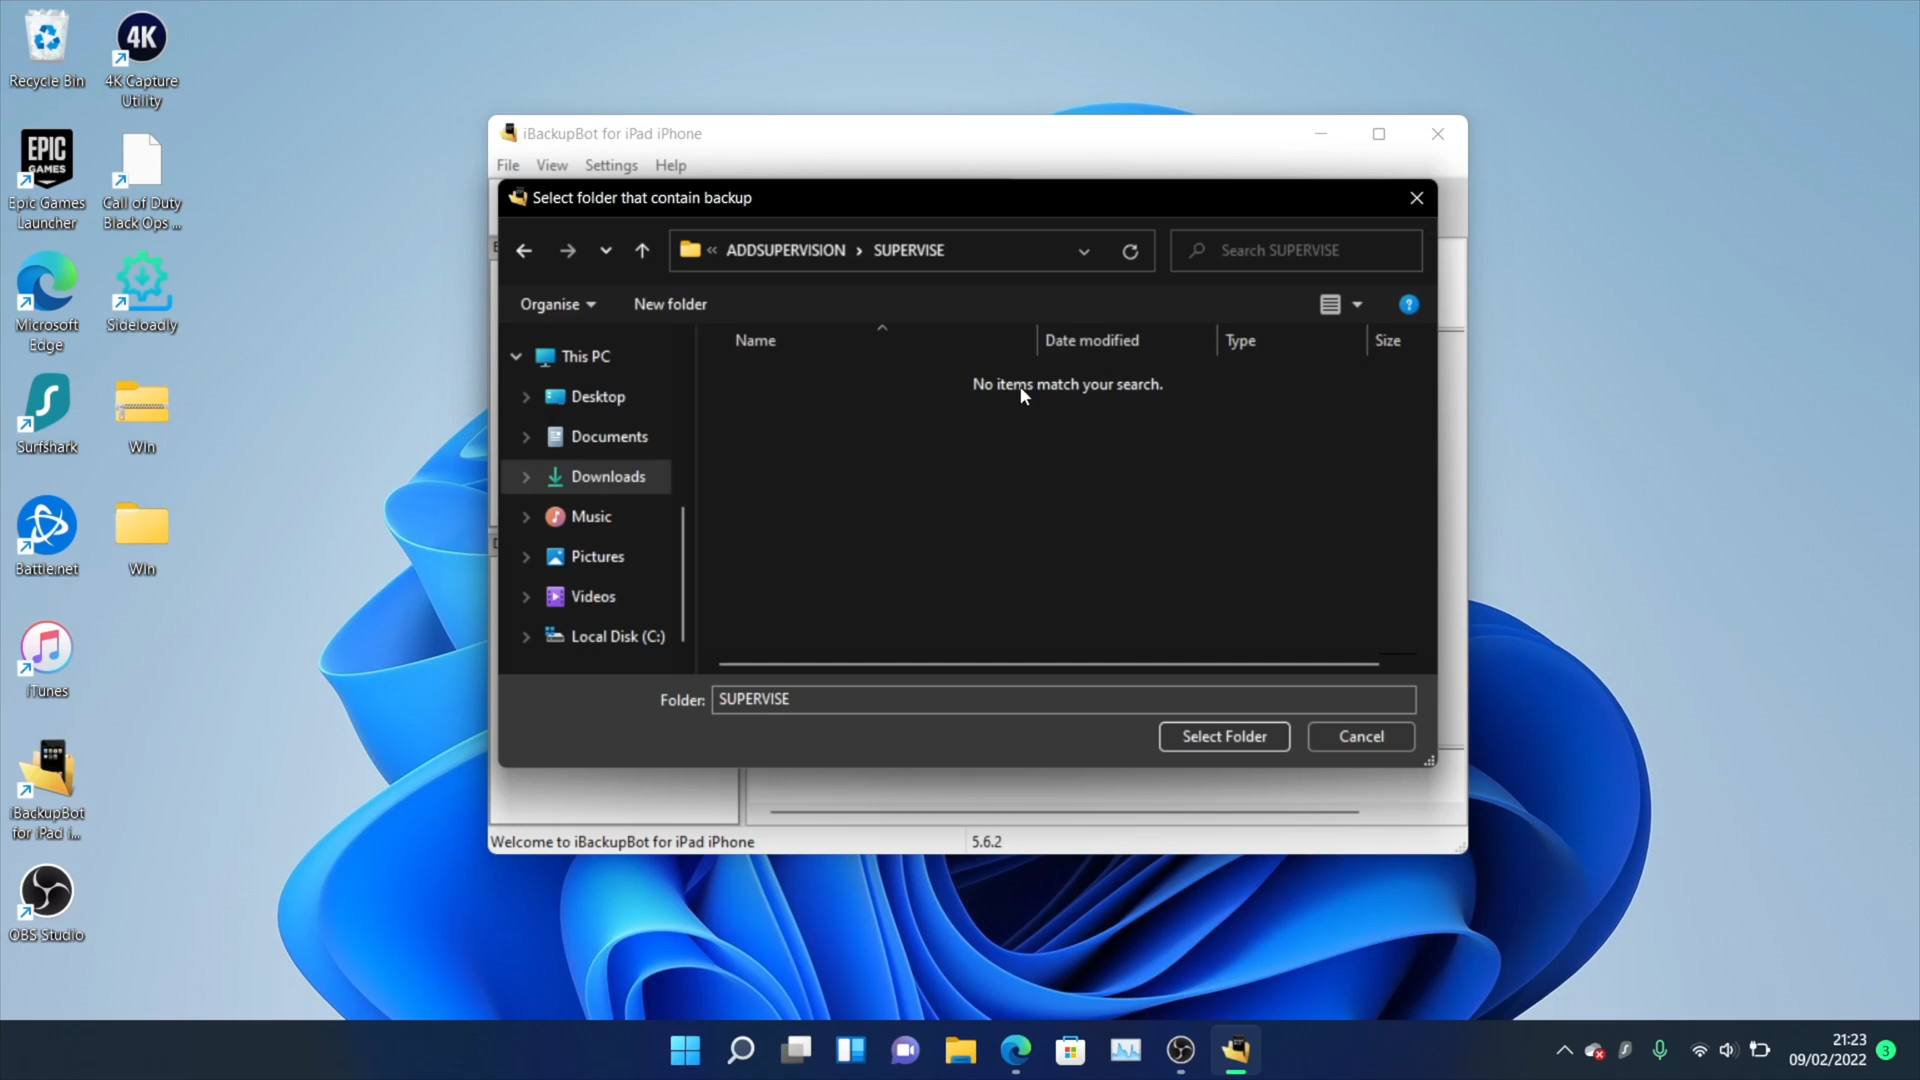 Recycle Bin
4K
4K Capture
Utility
EPIC
GAMES
Epic Games
Launcher
Call of Duty
Black Ops ...
Microsoft
Edge
Sideloadly
Surfshark
Win
Battle.net
Win
iTunes
iBackupBot
for iPad i...
OBS Studio
iBackupBot for iPad iPhone
File View Settings Help
Select folder that contain backup
« ADDSUPERVISION › SUPERVISE
Search SUPERVISE
Organise New folder
?
Name Date modified Type Size
No items match your search.
This PC
Desktop
Documents
Downloads
Music
Pictures
Videos
Local Disk (C:)
Folder: SUPERVISE
Select Folder Cancel
Welcome to iBackupBot for iPad iPhone 5.6.2
21:23
09/02/2022
3